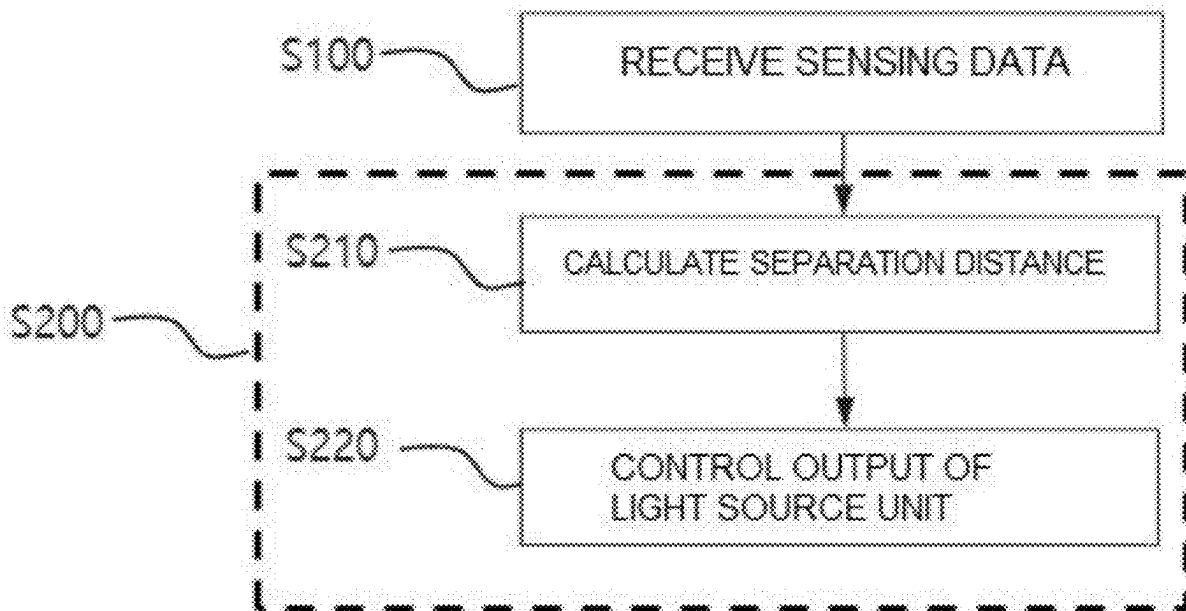 S100
RECEIVE SENSING DATA
S210
CALCULATE SEPARATION DISTANCE
S200
S220
CONTROL OUTPUT OF
LIGHT SOURCE UNIT